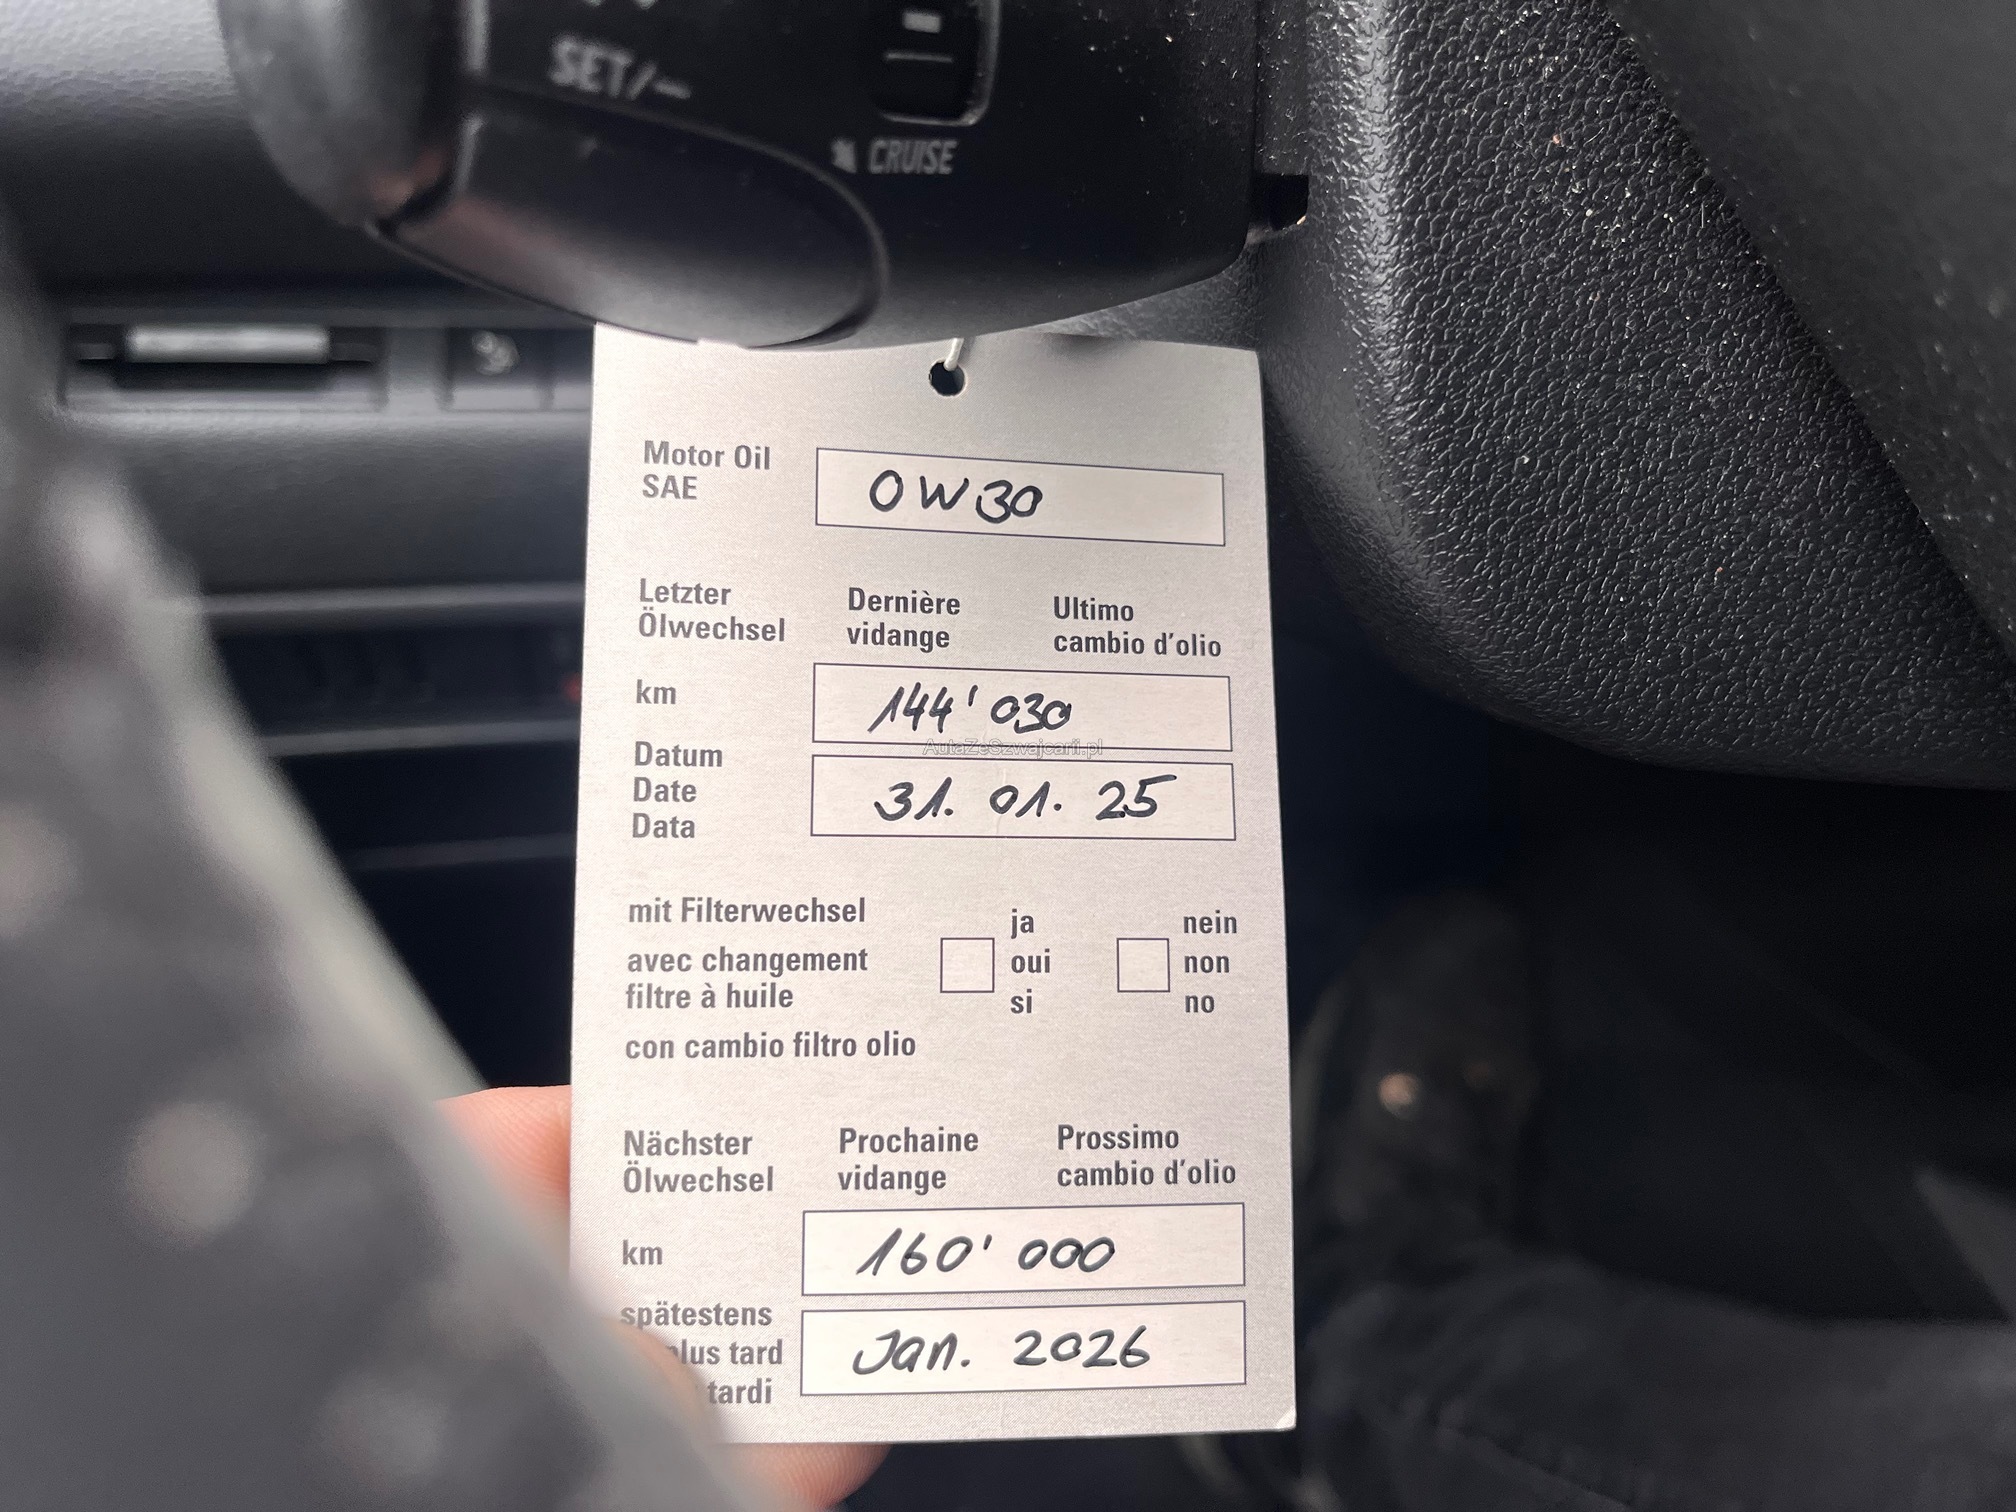 SET/–
CRUISE
Motor Oil
SAE
0W30
Letzter Ölwechsel
Dernière vidange
Ultimo cambio d'olio
km
144'030
AutaZeSzwajcarii.pl
Datum
Date
Data
31. 01. 25
mit Filterwechsel
avec changement
filtre à huile
con cambio filtro olio
ja
oui
si
nein
non
no
Nächster Ölwechsel
Prochaine vidange
Prossimo cambio d'olio
km
160'000
spätestens
tard
tardi
Jan. 2026